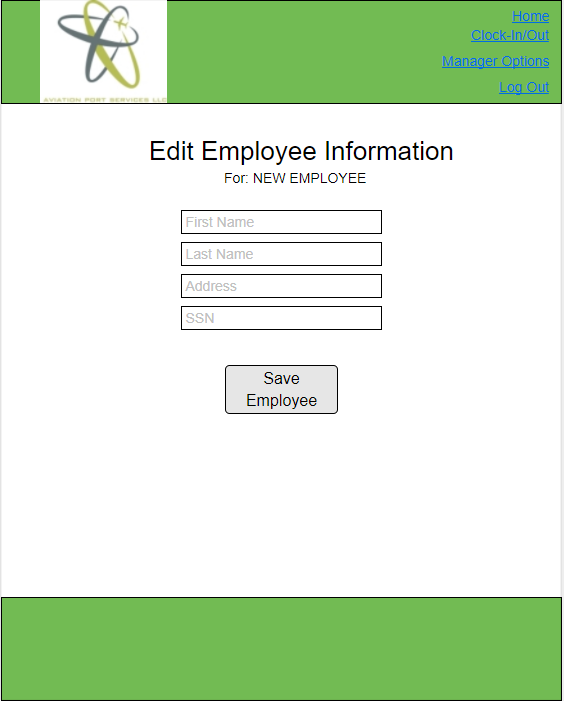 Home
Clock-In/Out
Manager Options
Log Out
AVIATION PORT SERVICES LLC
Edit Employee Information
For: NEW EMPLOYEE
First Name
Last Name
Address
SSN
Save
Employee